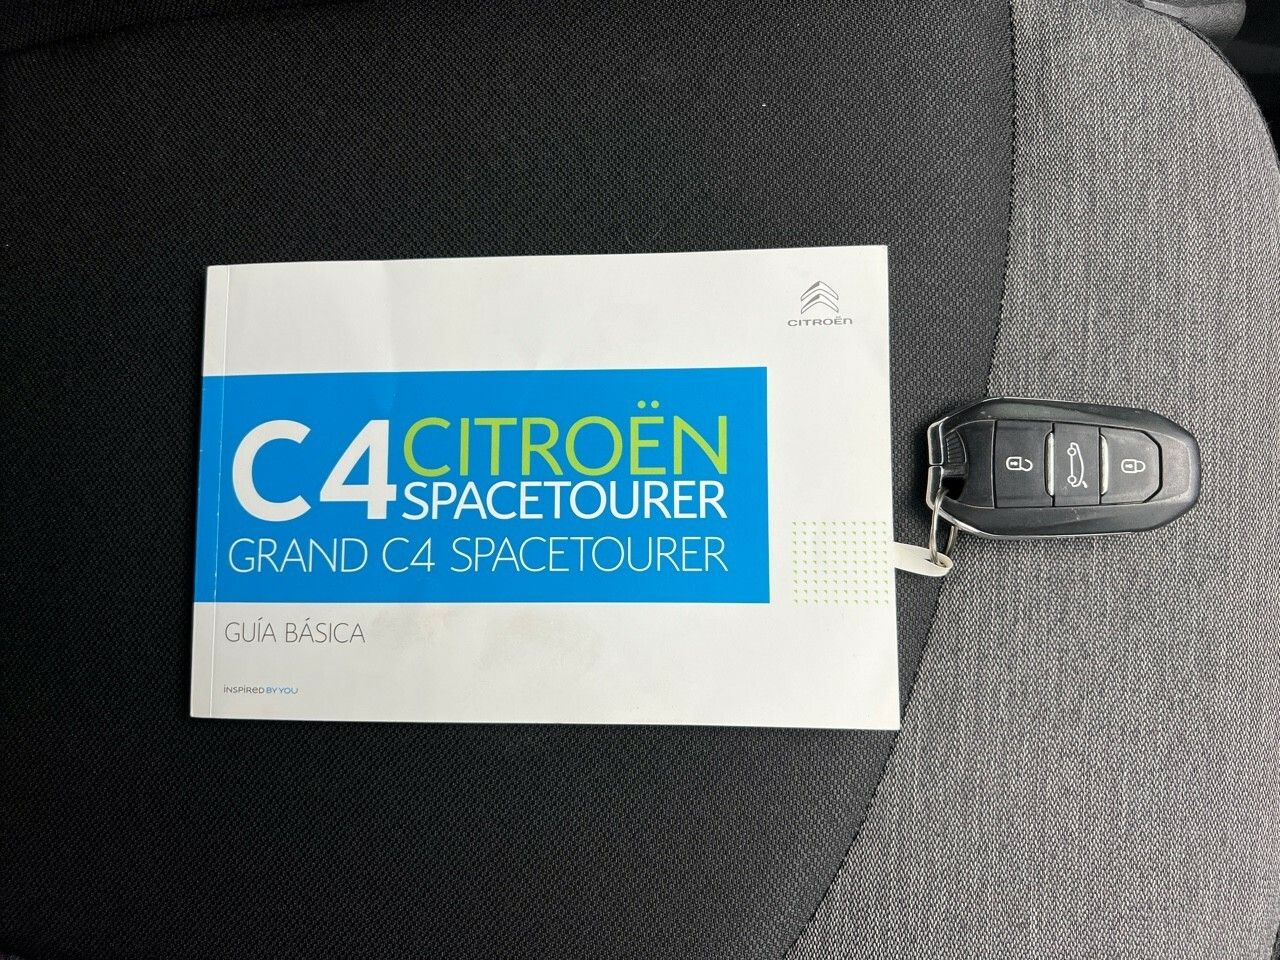 CITROËN
C4 CITROËN
SPACETOURER
GRAND C4 SPACETOURER
GUÍA BÁSICA
INSPIRED BY YOU